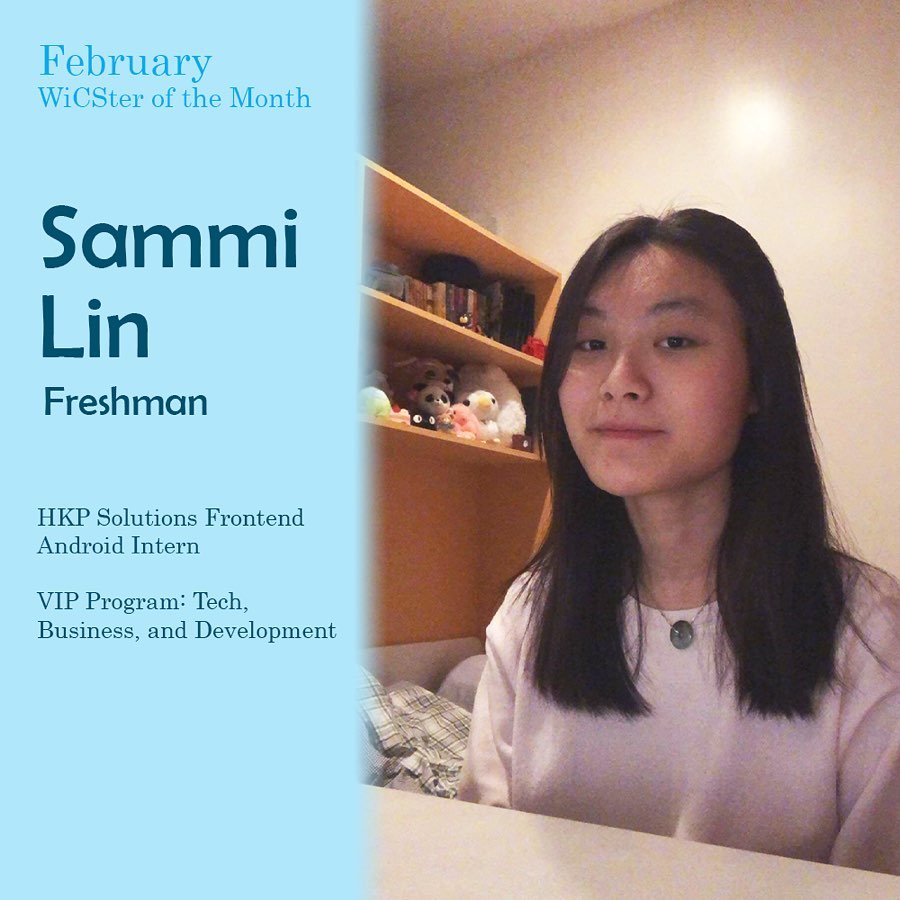 February
WiCSter of the Month
Sammi
Lin
Freshman
HKP Solutions Frontend
Android Intern
VIP Program: Tech,
Business, and Development